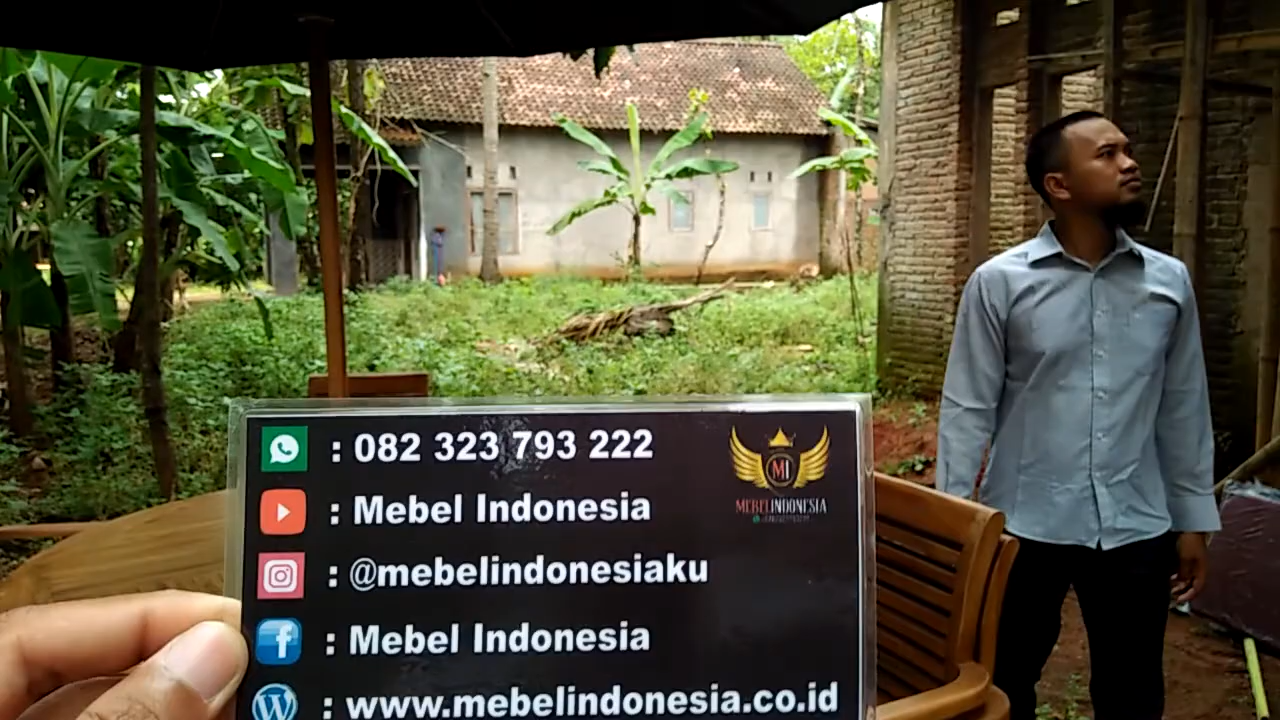 : 082 323 793 222
: Mebel Indonesia
: @mebelindonesiaku
: Mebel Indonesia
: www.mebelindonesia.co.id
MI
MEBELINDONESIA